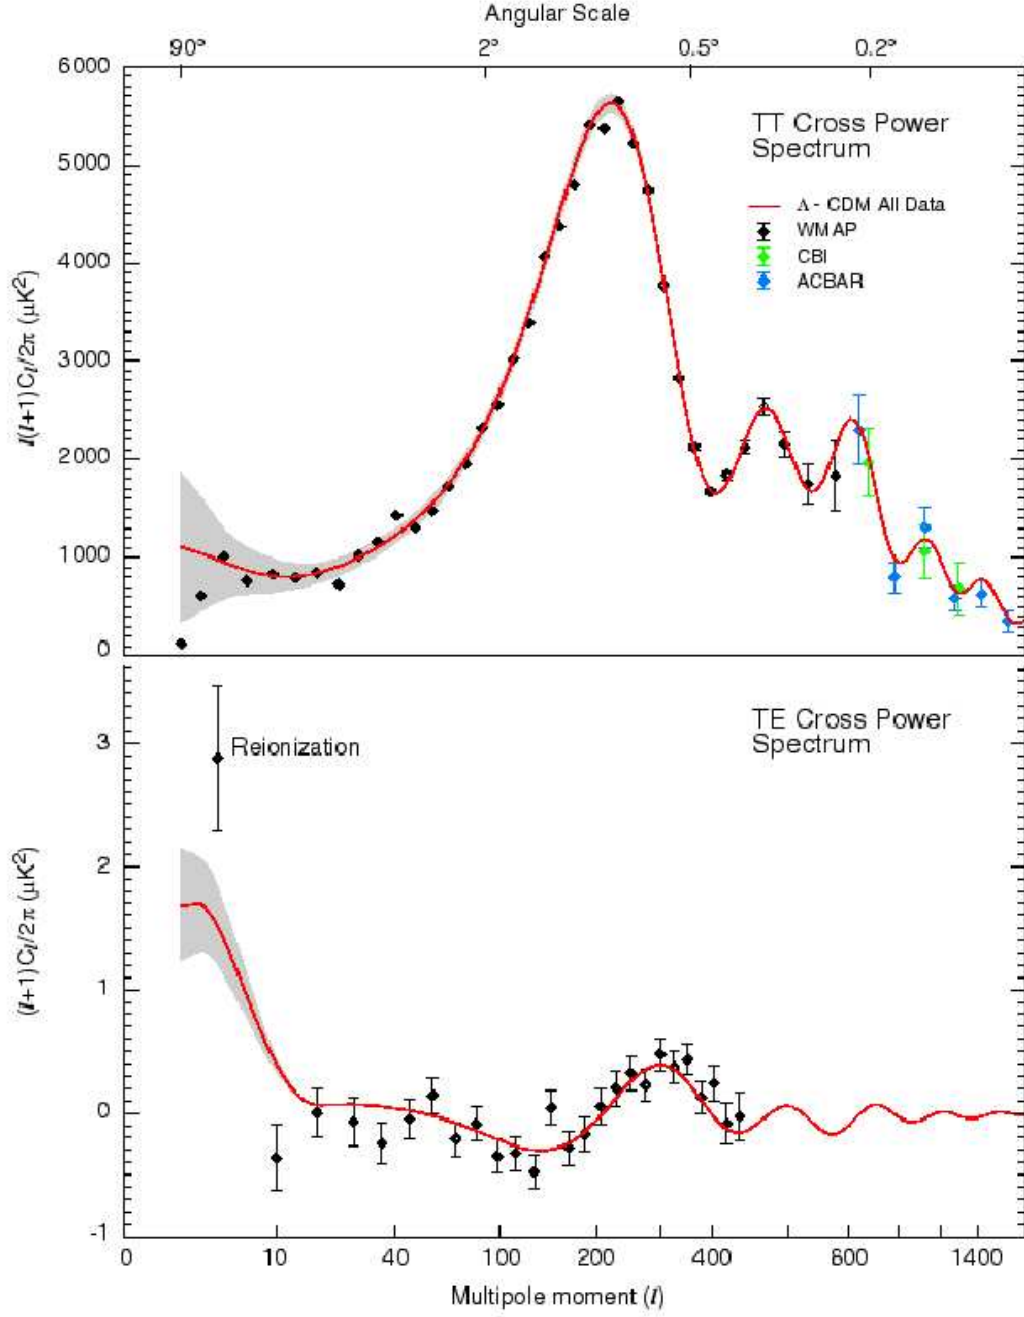 Angular Scale
90° 2° 0.5° 0.2°
6000
TT Cross Power
Spectrum
5000
Λ - CDM All Data
WMAP
CBI
ACBAR
4000
l(l+1)Cl/2π (μK²)
3000
2000
1000
0
TE Cross Power
Spectrum
3
Reionization
2
(l+1)Cl/2π (μK²)
1
0
-1
0 10 40 100 200 400 800 1400
Multipole moment (l)